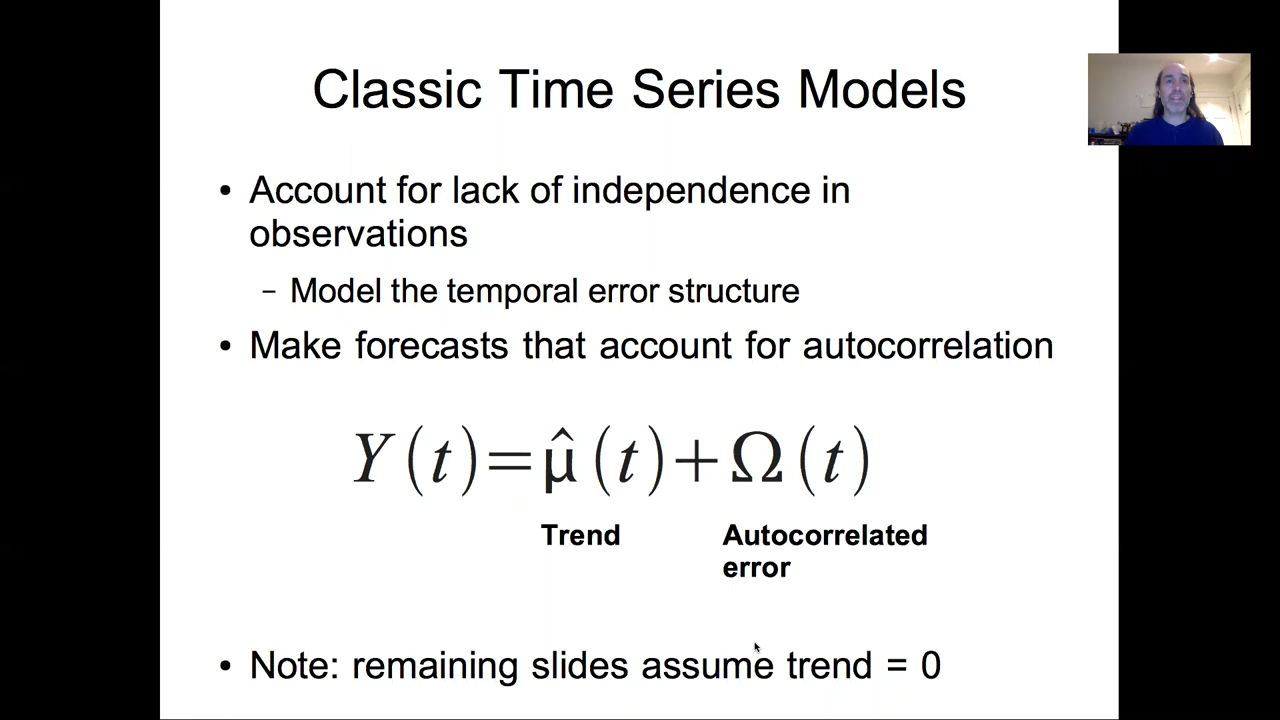 Classic Time Series Models
• Account for lack of independence in
observations
– Model the temporal error structure
• Make forecasts that account for autocorrelation
Y(t)=μ̂(t)+Ω(t)
Trend Autocorrelated
error
• Note: remaining slides assume trend = 0